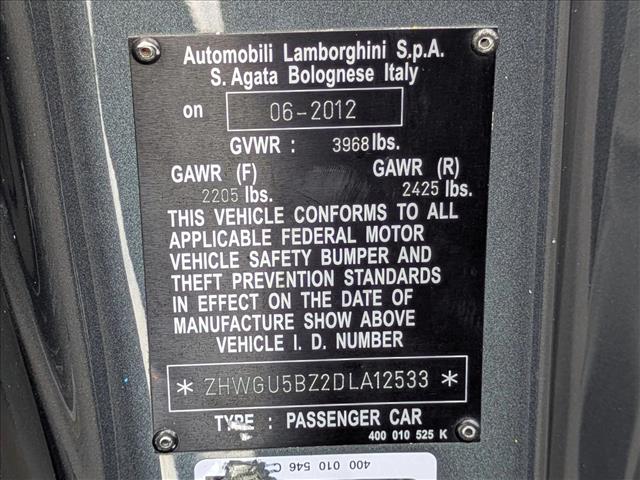 Automobili Lamborghini S.p.A.
S. Agata Bolognese Italy
on 06-2012
GVWR : 3968 lbs.
GAWR (F) GAWR (R)
2205 lbs. 2425 lbs.
THIS VEHICLE CONFORMS TO ALL
APPLICABLE FEDERAL MOTOR
VEHICLE SAFETY BUMPER AND
THEFT PREVENTION STANDARDS
IN EFFECT ON THE DATE OF
MANUFACTURE SHOW ABOVE
VEHICLE I. D. NUMBER
* ZHWGU5BZ2DLA12533 *
TYPE : PASSENGER CAR
400 010 525 K
400 010 546 C